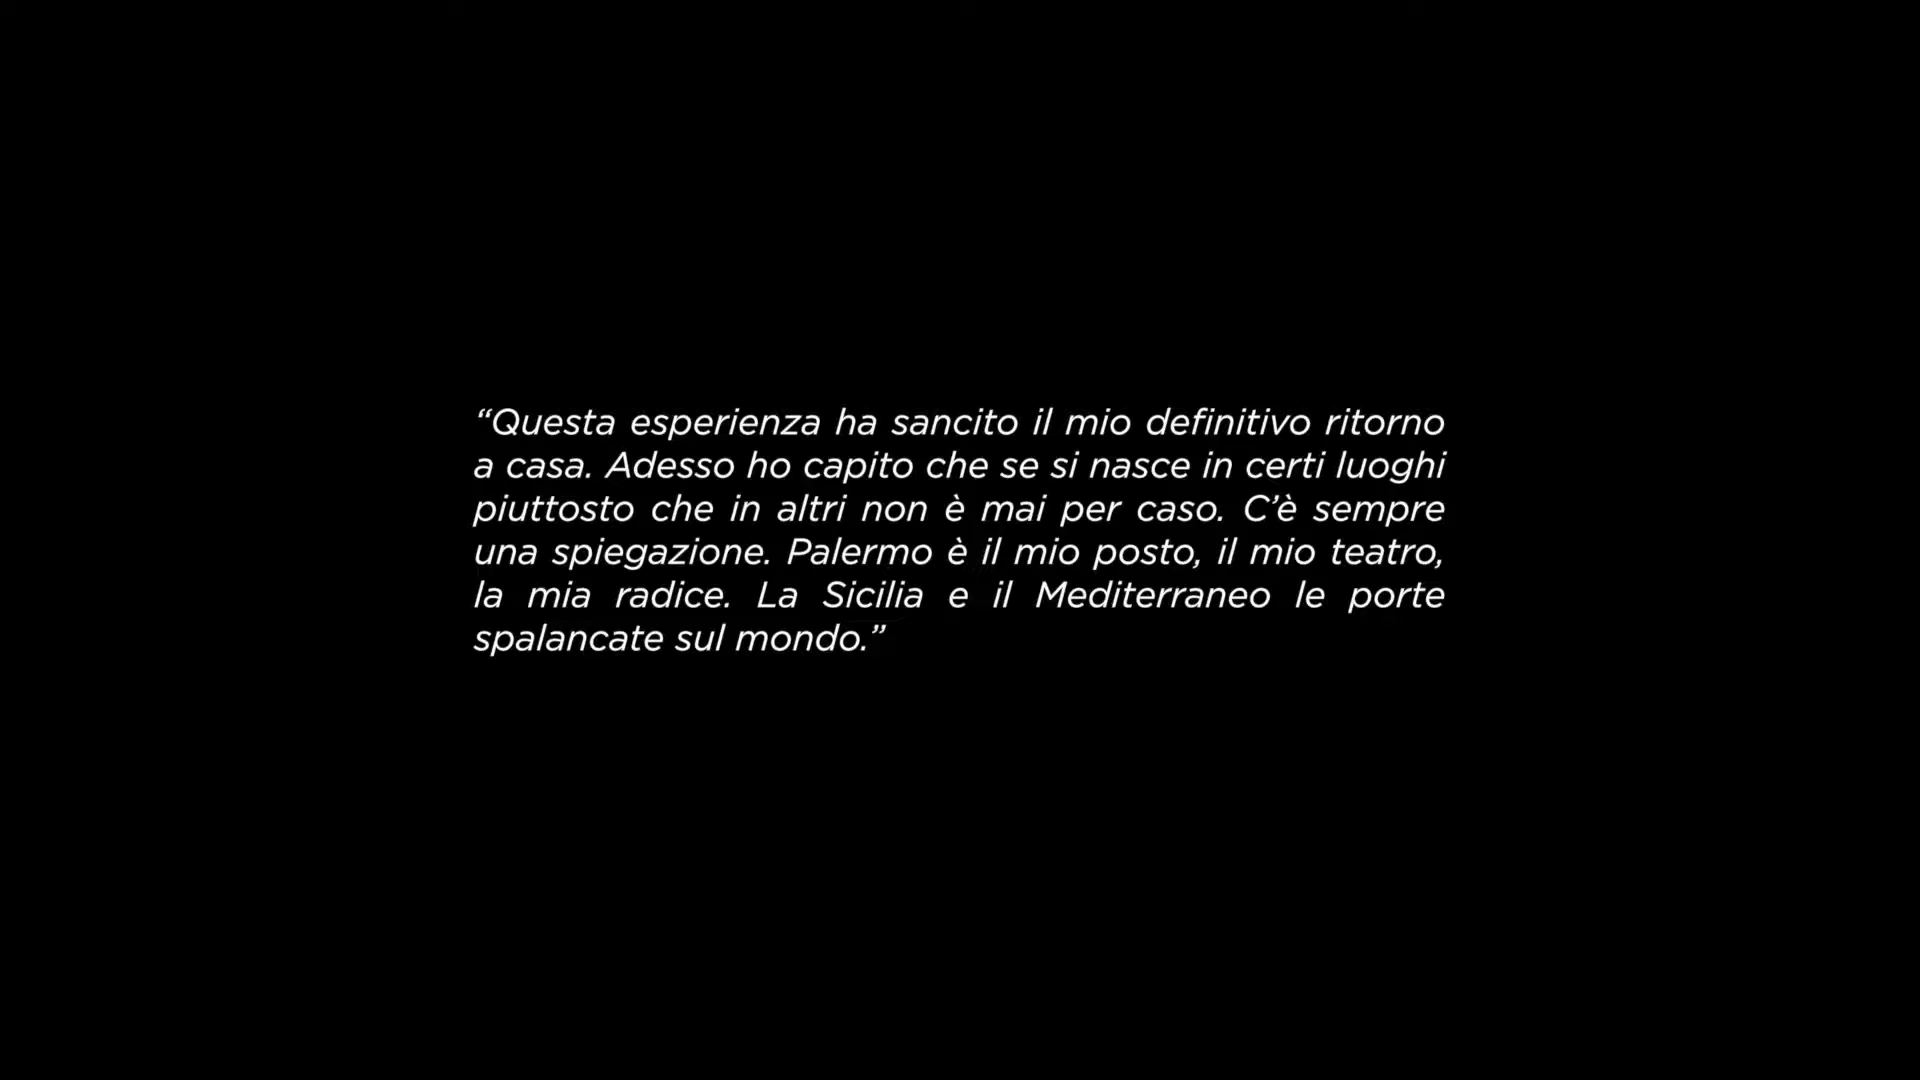 “Questa esperienza ha sancito il mio definitivo ritorno
a casa. Adesso ho capito che se si nasce in certi luoghi
piuttosto che in altri non è mai per caso. C’è sempre
una spiegazione. Palermo è il mio posto, il mio teatro,
la mia radice. La Sicilia e il Mediterraneo le porte
spalancate sul mondo.”